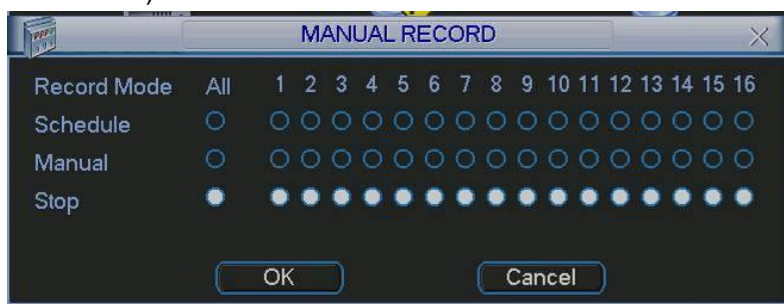 )
MANUAL RECORD
Record Mode All 1 2 3 4 5 6 7 8 9 10 11 12 13 14 15 16
Schedule
Manual
Stop
OK Cancel